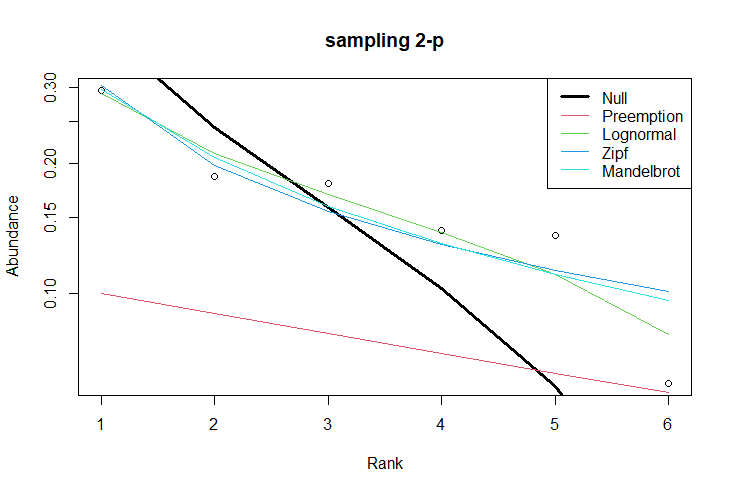 sampling 2-p
Abundance
0.30
0.20
0.15
0.10
Null
Preemption
Lognormal
Zipf
Mandelbrot
1 2 3 4 5 6
Rank